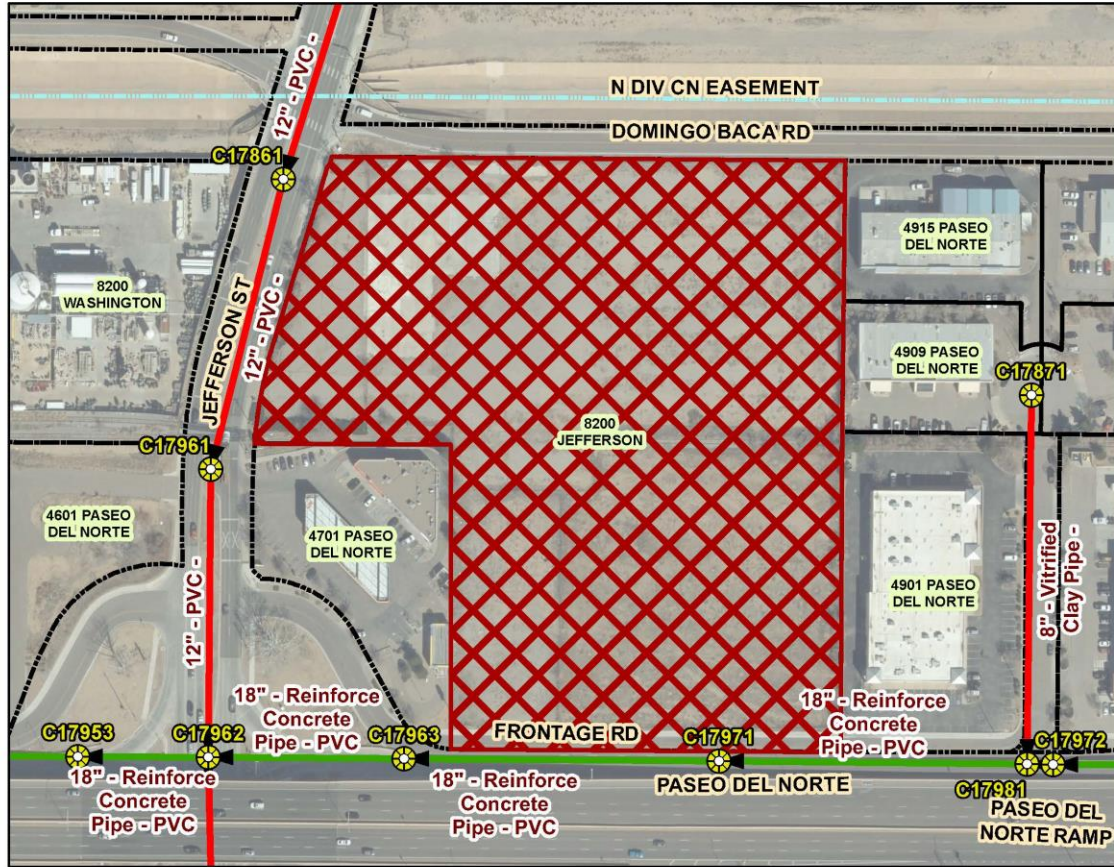 12" - PVC -
N DIV CN EASEMENT
DOMINGO BACA RD
C17861
4915 PASEO
DEL NORTE
8200
WASHINGTON
JEFFERSON ST
12" - PVC -
4909 PASEO
DEL NORTE
C17871
8200
JEFFERSON
C17961
4601 PASEO
DEL NORTE
4701 PASEO
DEL NORTE
4901 PASEO
DEL NORTE
8" - Vitrified
Clay Pipe -
12" - PVC -
18" - Reinforce
Concrete
Pipe - PVC
18" - Reinforce
Concrete
Pipe - PVC
C17953
C17962
C17963
FRONTAGE RD
C17971
C17972
18" - Reinforce
Concrete
Pipe - PVC
18" - Reinforce
Concrete
Pipe - PVC
PASEO DEL NORTE
C17981
PASEO DEL
NORTE RAMP